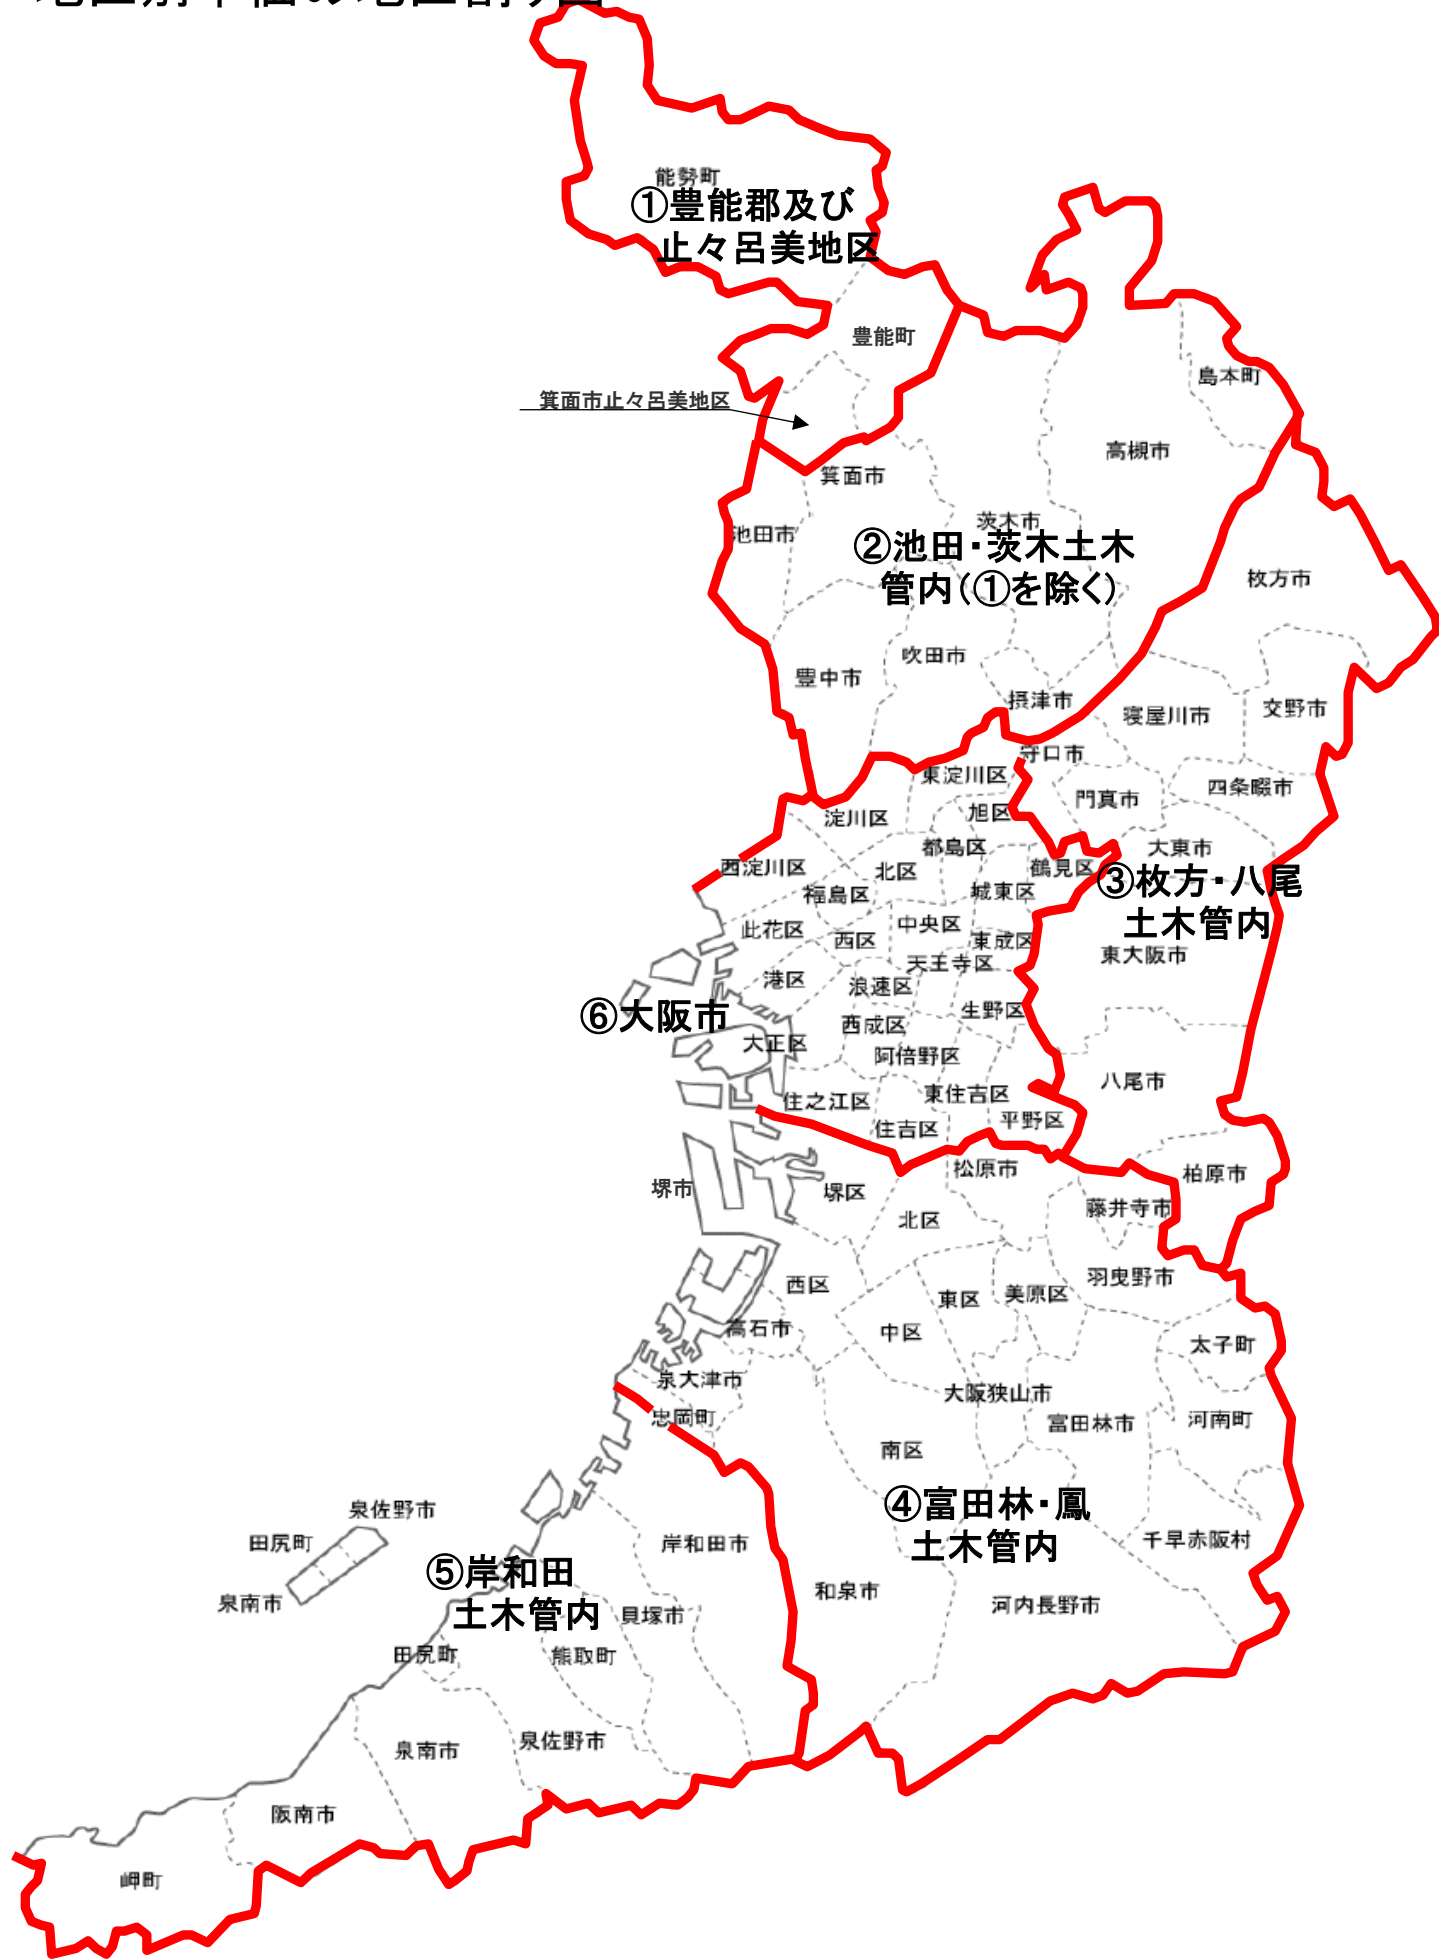 能勢町
①豊能郡及び
止々呂美地区
豊能町
箕面市止々呂美地区
島本町
高槻市
箕面市
茨木市
池田市
②池田・茨木土木
管内(①を除く)
枚方市
吹田市
豊中市
摂津市
寝屋川市
交野市
守口市
東淀川区
門真市
四条畷市
淀川区
旭区
都島区
大東市
西淀川区
北区
鶴見区
③枚方・八尾
土木管内
福島区
城東区
此花区
西区
中央区
東成区
東大阪市
天王寺区
港区
浪速区
⑥大阪市
生野区
西成区
大正区
阿倍野区
八尾市
住之江区
東住吉区
住吉区
平野区
松原市
柏原市
堺市
堺区
藤井寺市
北区
羽曳野市
西区
東区
美原区
高石市
中区
太子町
泉大津市
大阪狭山市
忠岡町
富田林市
河南町
南区
④富田林・鳳
土木管内
泉佐野市
田尻町
岸和田市
千早赤阪村
⑤岸和田
土木管内
泉南市
和泉市
河内長野市
貝塚市
田尻町
熊取町
泉南市
泉佐野市
阪南市
岬町